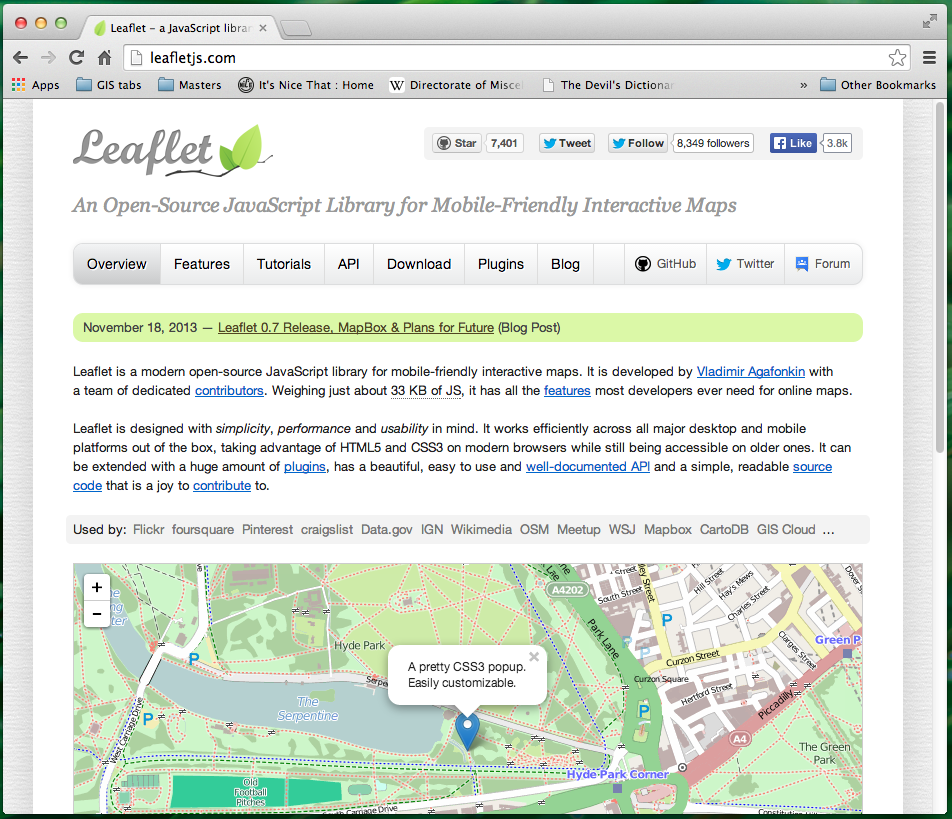 Leaflet - a JavaScript librar
leafletjs.com
Apps GIS tabs Masters It's Nice That : Home Directorate of Miscel The Devil's Dictionar » Other Bookmarks
Leaflet
Star 7,401 Tweet Follow 8,349 followers Like 3.8k
An Open-Source JavaScript Library for Mobile-Friendly Interactive Maps
Overview Features Tutorials API Download Plugins Blog GitHub Twitter Forum
November 18, 2013 — Leaflet 0.7 Release, MapBox & Plans for Future (Blog Post)
Leaflet is a modern open-source JavaScript library for mobile-friendly interactive maps. It is developed by Vladimir Agafonkin with
a team of dedicated contributors. Weighing just about 33 KB of JS, it has all the features most developers ever need for online maps.
Leaflet is designed with simplicity, performance and usability in mind. It works efficiently across all major desktop and mobile
platforms out of the box, taking advantage of HTML5 and CSS3 on modern browsers while still being accessible on older ones. It can
be extended with a huge amount of plugins, has a beautiful, easy to use and well-documented API and a simple, readable source
code that is a joy to contribute to.
Used by: Flickr foursquare Pinterest craigslist Data.gov IGN Wikimedia OSM Meetup WSJ Mapbox CartoDB GIS Cloud ...
+
-
A4202
South Street
Hill Street
Hay's Mews
Charles Street
Park Lane
P
Clarges Street
Green P
Hyde Park
P
Curzon Street
A pretty CSS3 popup.
Easily customizable.
×
Serpe
Curzon Square
Hertford Street
The
Serpentine
P
P
Piccadilly
West Carriage Drive
A4
The Green
Park
Hyde Park Corner
Old
Football
Pitches
South Carriage Drive
Constitution Hill